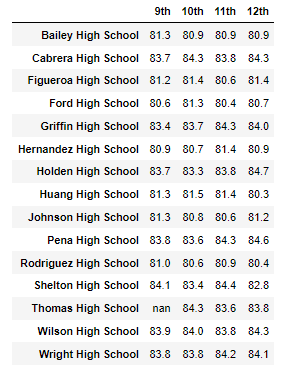 9th 10th 11th 12th
Bailey High School 81.3 80.9 80.9 80.9
Cabrera High School 83.7 84.3 83.8 84.3
Figueroa High School 81.2 81.4 80.6 81.4
Ford High School 80.6 81.3 80.4 80.7
Griffin High School 83.4 83.7 84.3 84.0
Hernandez High School 80.9 80.7 81.4 80.9
Holden High School 83.7 83.3 83.8 84.7
Huang High School 81.3 81.5 81.4 80.3
Johnson High School 81.3 80.8 80.6 81.2
Pena High School 83.8 83.6 84.3 84.6
Rodriguez High School 81.0 80.6 80.9 80.4
Shelton High School 84.1 83.4 84.4 82.8
Thomas High School nan 84.3 83.6 83.8
Wilson High School 83.9 84.0 83.8 84.3
Wright High School 83.8 83.8 84.2 84.1